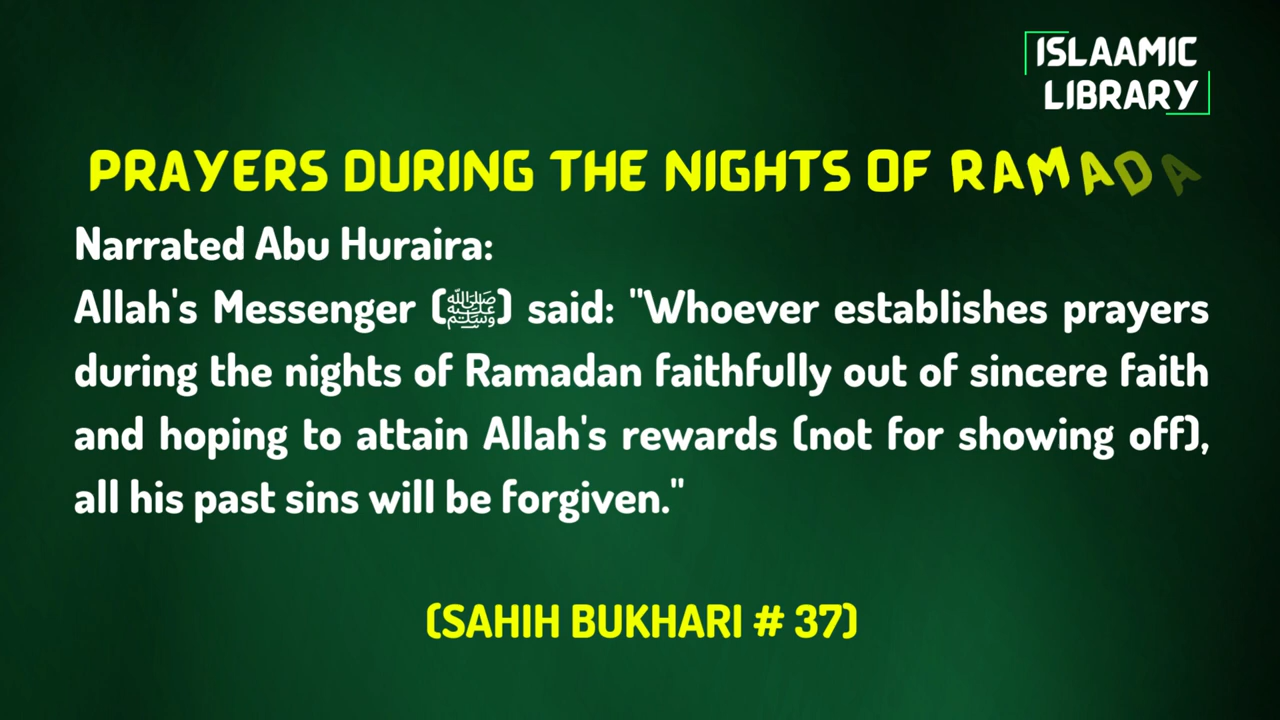 ISLAAMIC
LIBRARY
PRAYERS DURING THE NIGHTS OF RAMADA
Narrated Abu Huraira:
Allah's Messenger (ﷺ) said: "Whoever establishes prayers
during the nights of Ramadan faithfully out of sincere faith
and hoping to attain Allah's rewards (not for showing off),
all his past sins will be forgiven."
(SAHIH BUKHARI # 37)